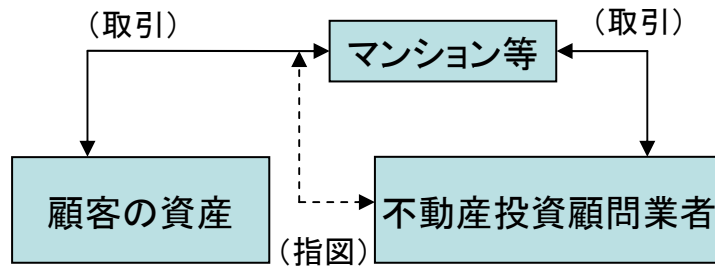 （取引）
（取引）
マンション等
顧客の資産
不動産投資顧問業者
（指図）